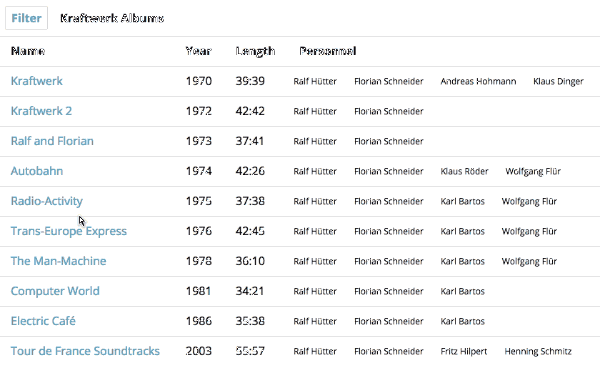 Filter Kraftwerk Albums
Name Year Length Personnel
Kraftwerk 1970 39:39 Ralf Hütter Florian Schneider Andreas Hohmann Klaus Dinger
Kraftwerk 2 1972 42:42 Ralf Hütter Florian Schneider
Ralf and Florian 1973 37:41 Ralf Hütter Florian Schneider
Autobahn 1974 42:26 Ralf Hütter Florian Schneider Klaus Röder Wolfgang Flür
Radio-Activity 1975 37:38 Ralf Hütter Florian Schneider Karl Bartos Wolfgang Flür
Trans-Europe Express 1976 42:45 Ralf Hütter Florian Schneider Karl Bartos Wolfgang Flür
The Man-Machine 1978 36:10 Ralf Hütter Florian Schneider Karl Bartos Wolfgang Flür
Computer World 1981 34:21 Ralf Hütter Florian Schneider Karl Bartos
Electric Café 1986 35:38 Ralf Hütter Florian Schneider Karl Bartos
Tour de France Soundtracks 2003 55:57 Ralf Hütter Florian Schneider Fritz Hilpert Henning Schmitz